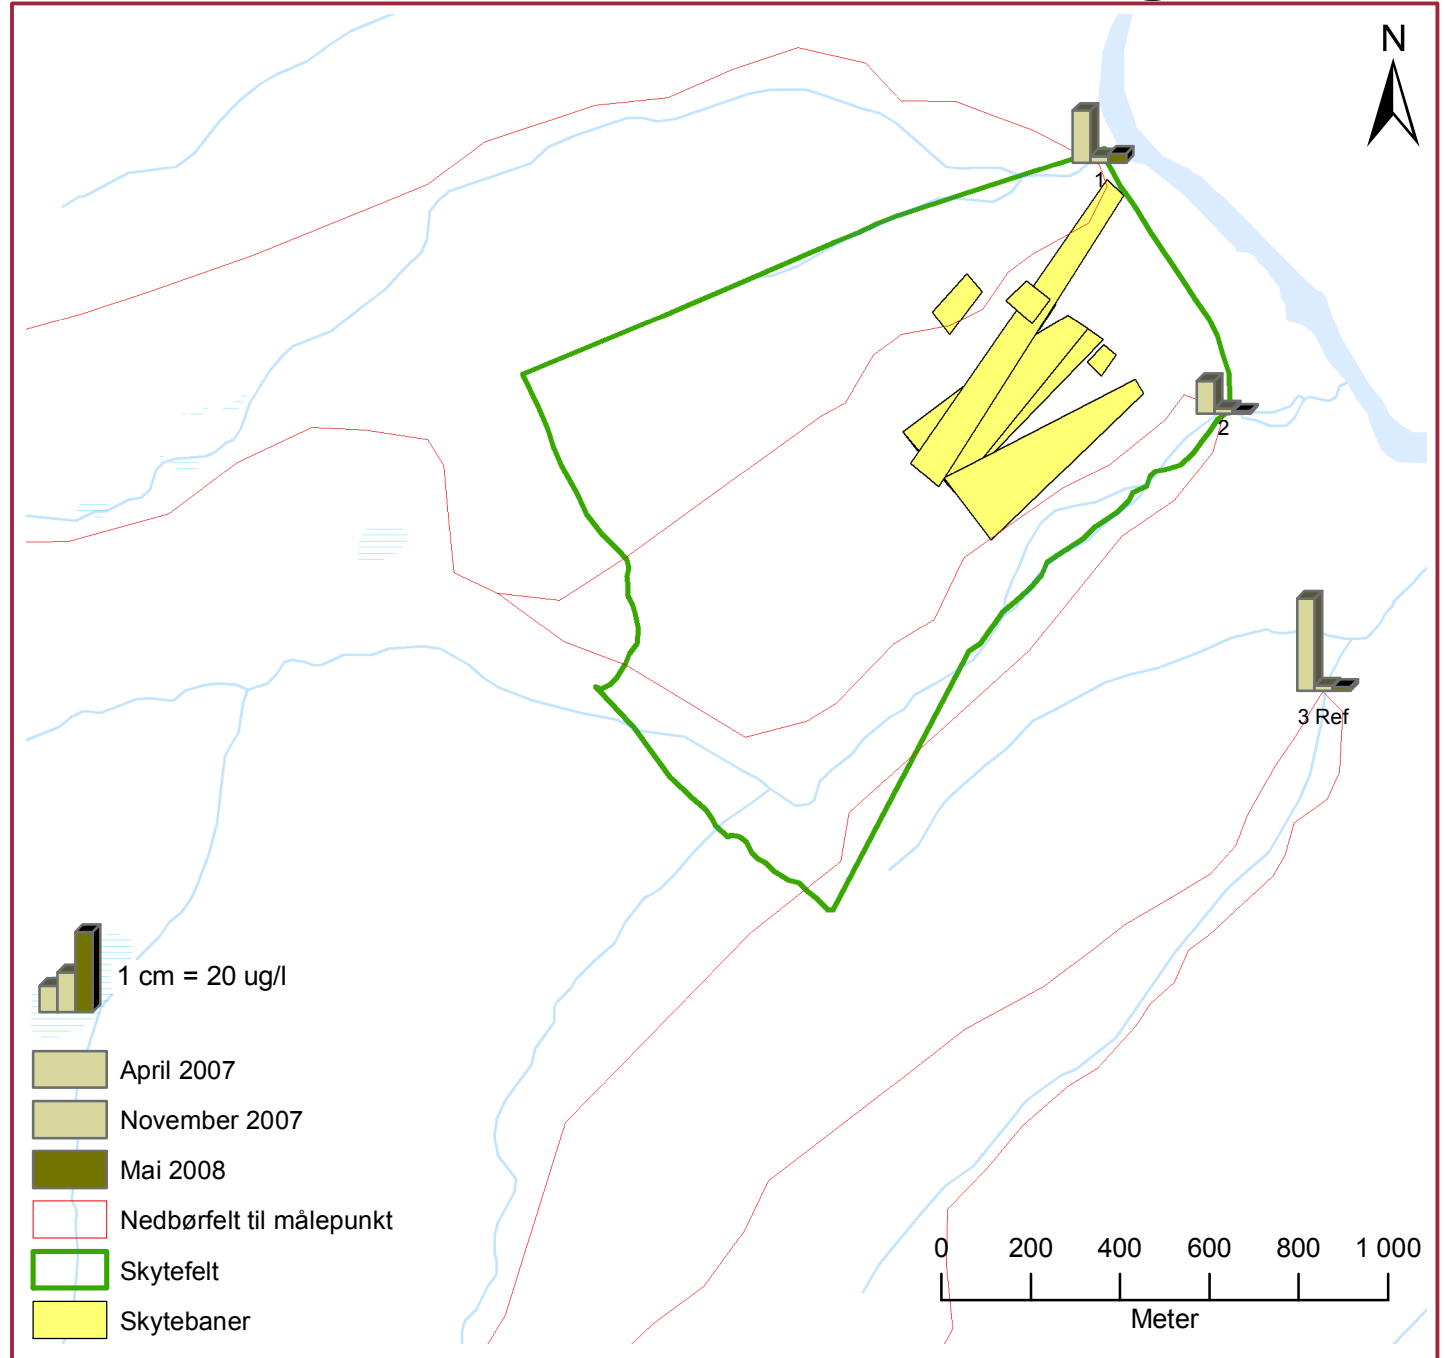 N
1
2
3 Ref
1 cm = 20 ug/l
April 2007
November 2007
Mai 2008
Nedbørfelt til målepunkt
Skytefelt
Skytebaner
0 200 400 600 800 1 000
Meter